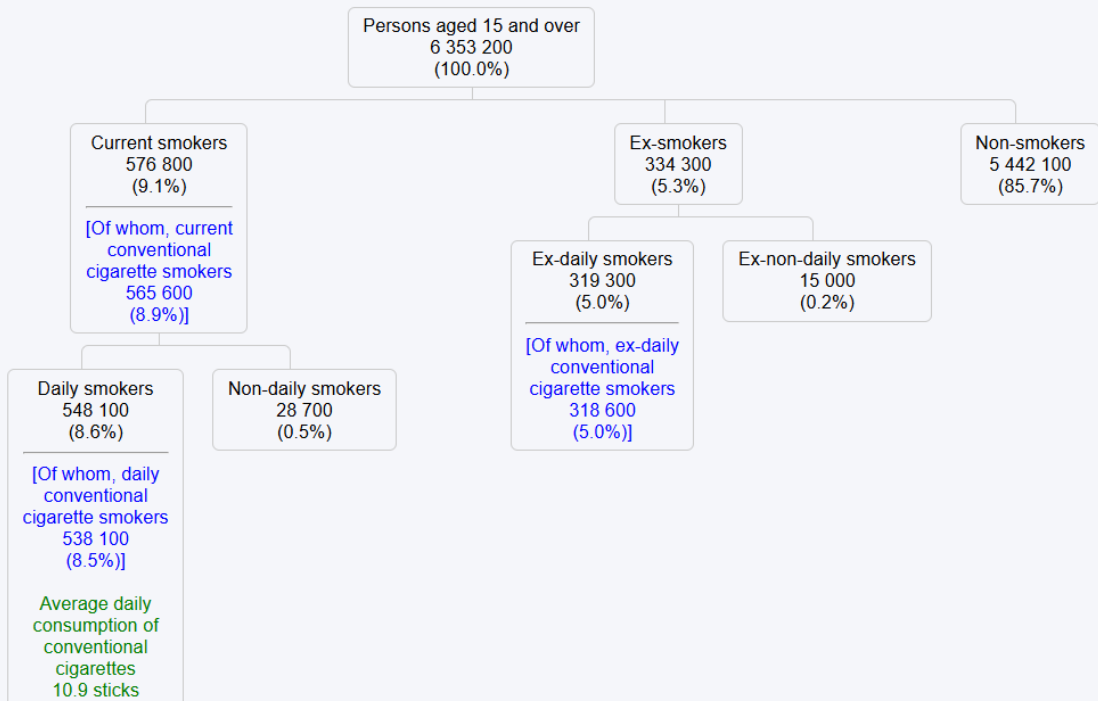 Persons aged 15 and over
6 353 200
(100.0%)
Current smokers
576 800
(9.1%)
[Of whom, current
conventional
cigarette smokers
565 600
(8.9%)]
Ex-smokers
334 300
(5.3%)
Non-smokers
5 442 100
(85.7%)
Daily smokers
548 100
(8.6%)
[Of whom, daily
conventional
cigarette smokers
538 100
(8.5%)]
Average daily
consumption of
conventional
cigarettes
10.9 sticks
Non-daily smokers
28 700
(0.5%)
Ex-daily smokers
319 300
(5.0%)
[Of whom, ex-daily
conventional
cigarette smokers
318 600
(5.0%)]
Ex-non-daily smokers
15 000
(0.2%)